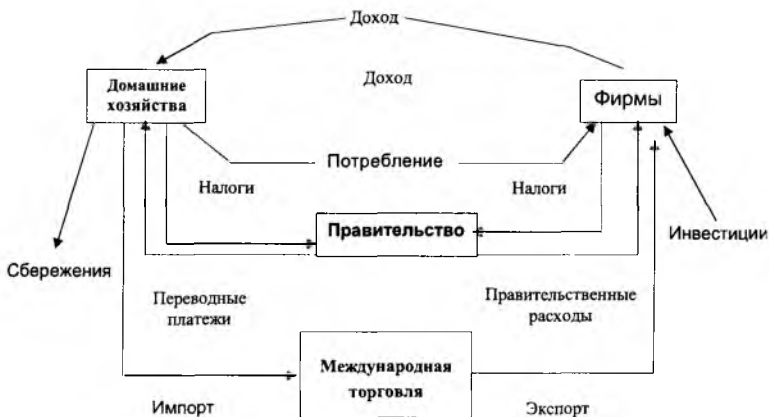 Доход
Домашние
хозяйства
Доход
Фирмы
Потребление
Налоги
Налоги
Правительство
Инвестиции
Сбережения
Переводные
платежи
Правительственные
расходы
Международная
торговля
Импорт
Экспорт